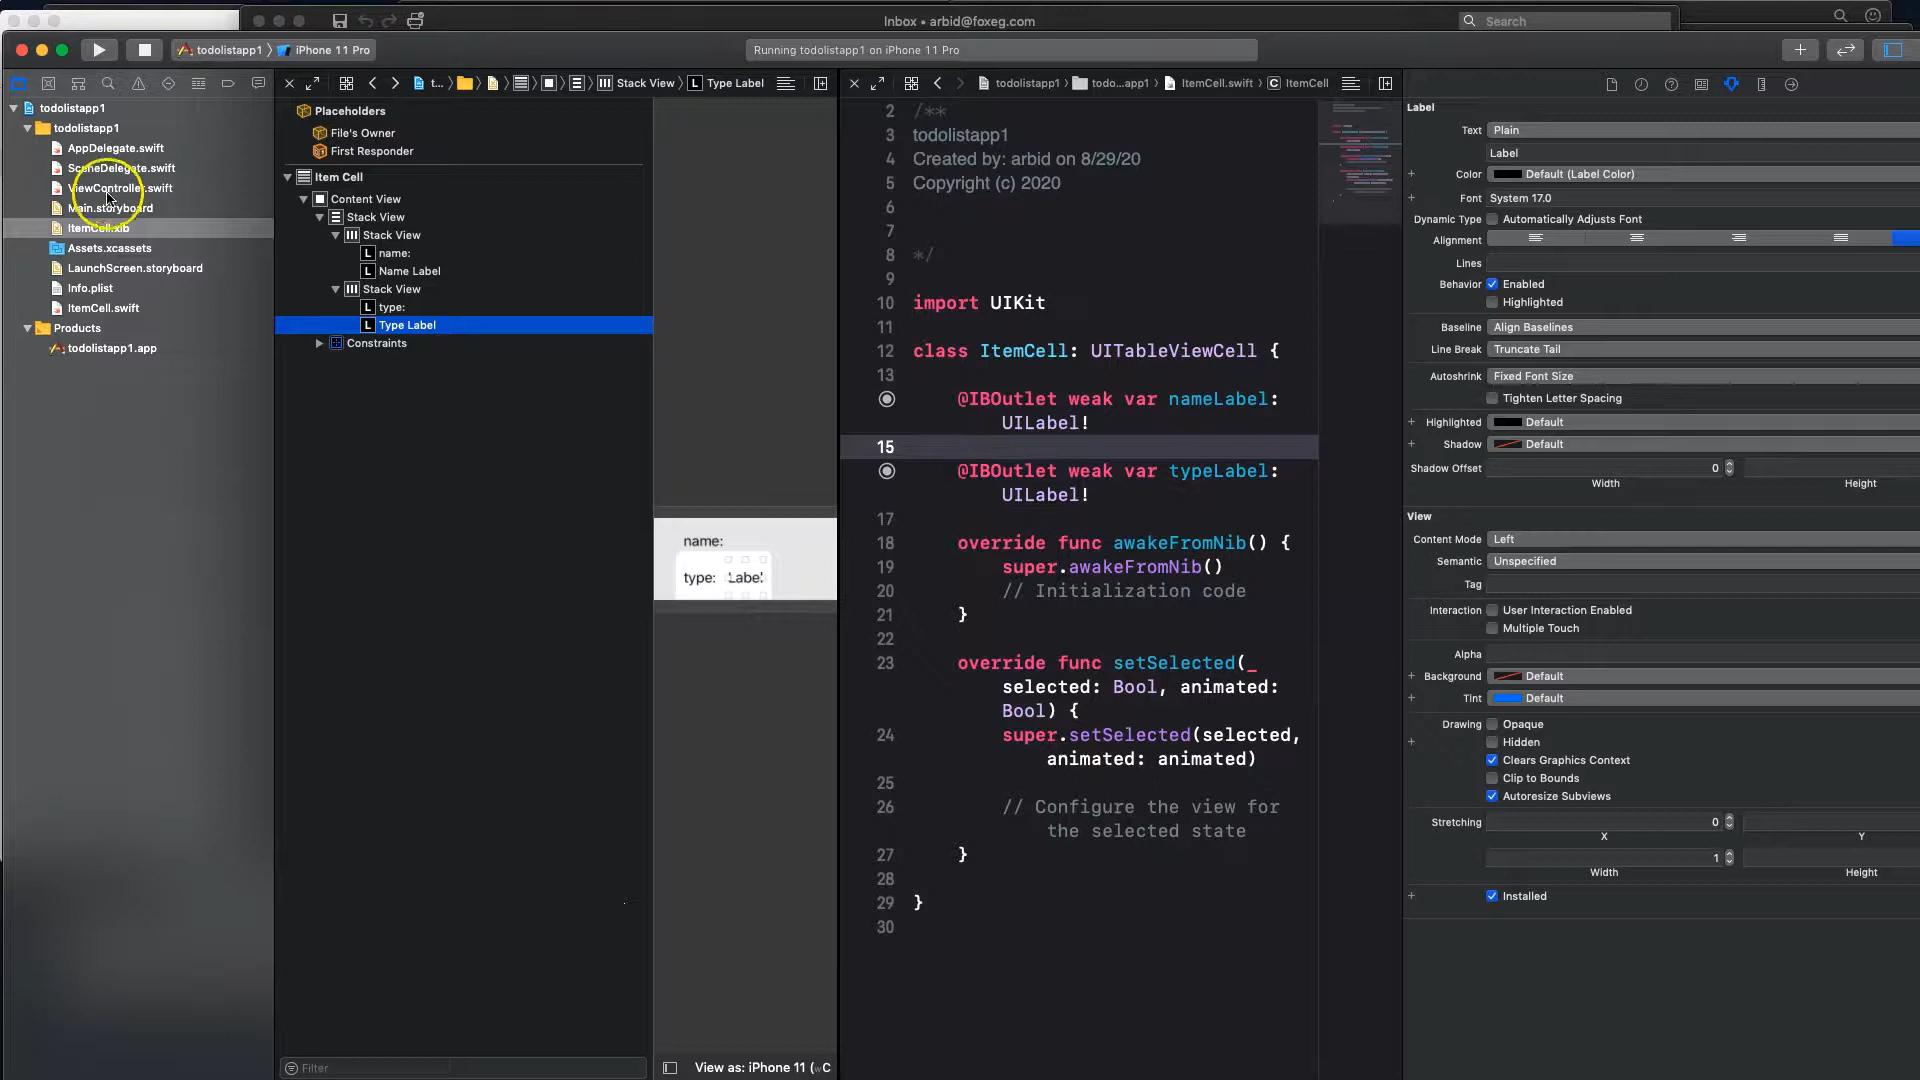 Inbox • arbid@foxeg.com
Search
todolistapp1 〉 iPhone 11 Pro
Running todolistapp1 on iPhone 11 Pro
t... 〉 Stack View 〉 L Type Label
todolistapp1 〉 todo...app1 〉 ItemCell.swift 〉 C ItemCell
todolistapp1
todolistapp1
AppDelegate.swift
SceneDelegate.swift
ViewController.swift
Main.storyboard
ItemCell.xib
Assets.xcassets
LaunchScreen.storyboard
Info.plist
ItemCell.swift
Products
todolistapp1.app
Placeholders
File's Owner
First Responder
Item Cell
Content View
Stack View
Stack View
L name:
L Name Label
Stack View
L type:
L Type Label
Constraints
Filter
name:
type: Label
View as: iPhone 11 (wC
2 /**
3 todolistapp1
4 Created by: arbid on 8/29/20
5 Copyright (c) 2020
6
7
8 */
9
10 import UIKit
11
12 class ItemCell: UITableViewCell {
13
@IBOutlet weak var nameLabel:
UILabel!
15
@IBOutlet weak var typeLabel:
UILabel!
17
18 override func awakeFromNib() {
19 super.awakeFromNib()
20 // Initialization code
21 }
22
23 override func setSelected(_
selected: Bool, animated:
Bool) {
24 super.setSelected(selected,
animated: animated)
25
26 // Configure the view for
the selected state
27 }
28
29 }
30
Label
Text Plain
Label
+ Color Default (Label Color)
+ Font System 17.0
Dynamic Type Automatically Adjusts Font
Alignment
Lines
Behavior Enabled
Highlighted
Baseline Align Baselines
Line Break Truncate Tail
Autoshrink Fixed Font Size
Tighten Letter Spacing
+ Highlighted Default
+ Shadow Default
Shadow Offset 0
Width Height
View
Content Mode Left
Semantic Unspecified
Tag
Interaction User Interaction Enabled
Multiple Touch
Alpha
+ Background Default
+ Tint Default
Drawing Opaque
+ Hidden
Clears Graphics Context
Clip to Bounds
Autoresize Subviews
Stretching 0
X Y
1
Width Height
+ Installed